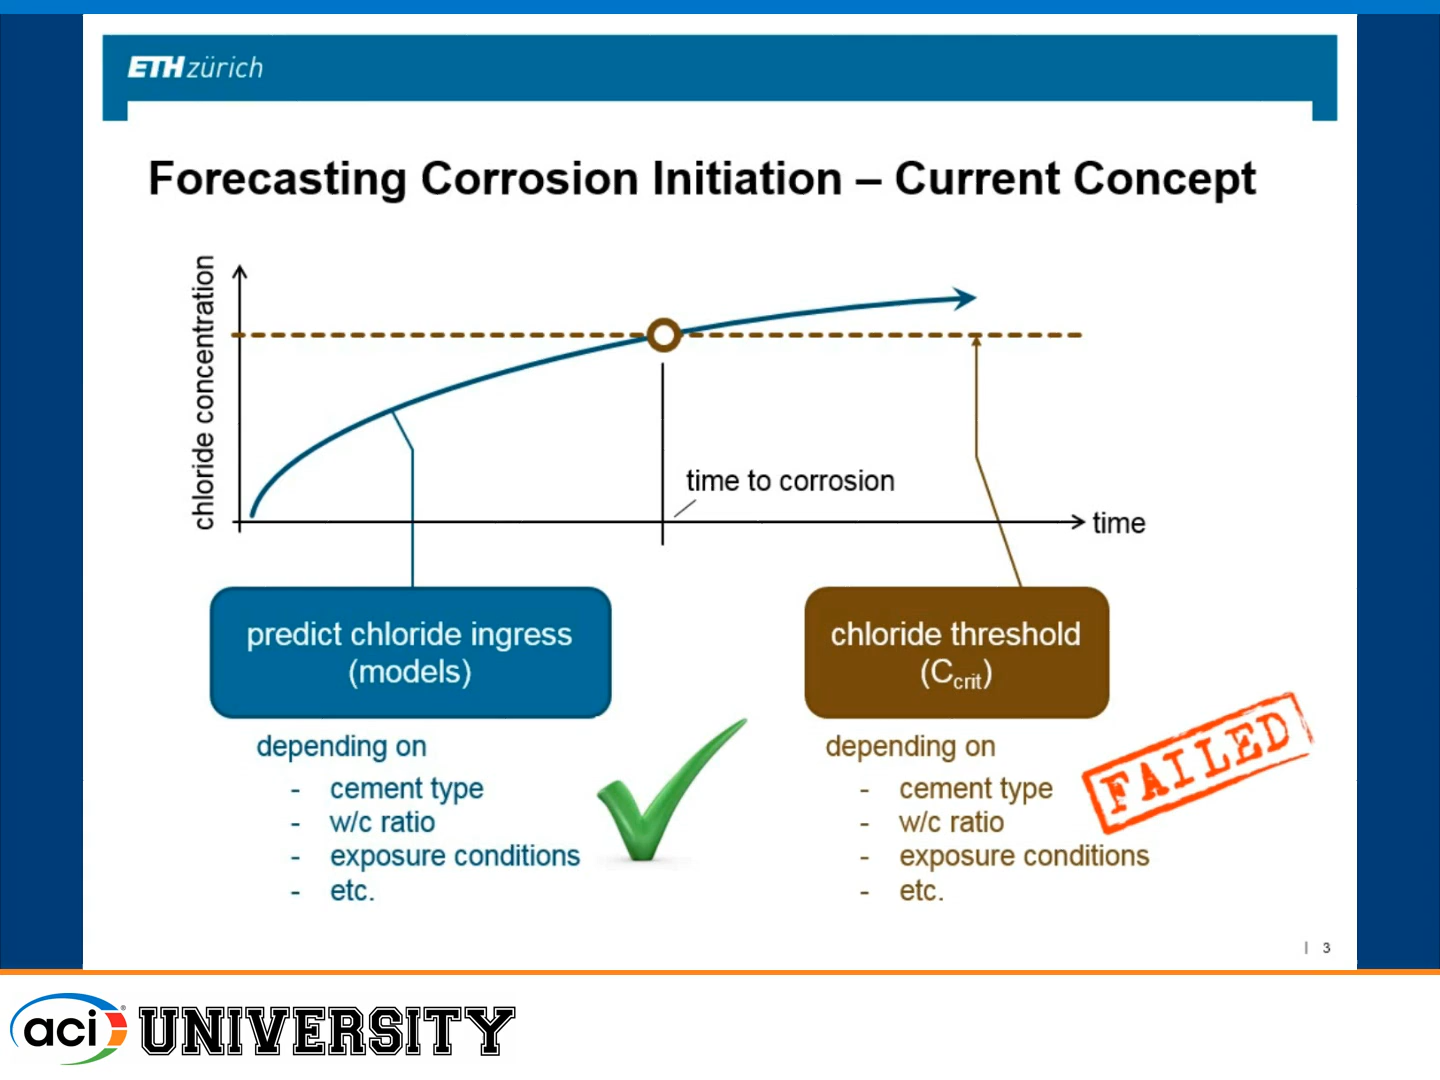 ETHzürich
Forecasting Corrosion Initiation – Current Concept
chloride concentration
time to corrosion
time
predict chloride ingress
(models)
depending on
- cement type
- w/c ratio
- exposure conditions
- etc.
chloride threshold
(Ccrit)
depending on
- cement type
- w/c ratio
- exposure conditions
- etc.
FAILED
| 3
aci® UNIVERSITY